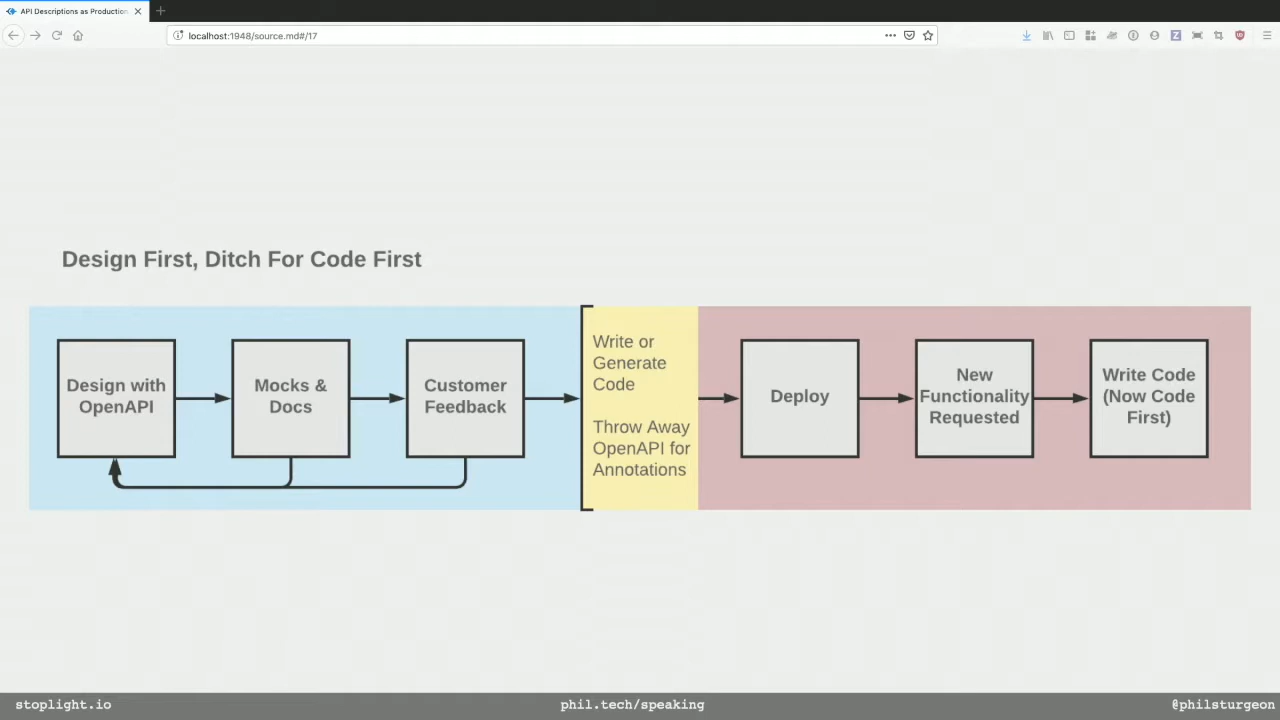 API Descriptions as Production
localhost:1948/source.md#/17
Design First, Ditch For Code First
Design with
OpenAPI
Mocks &
Docs
Customer
Feedback
Write or
Generate
Code
Throw Away
OpenAPI for
Annotations
Deploy
New
Functionality
Requested
Write Code
(Now Code
First)
stoplight.io
phil.tech/speaking
@philsturgeon